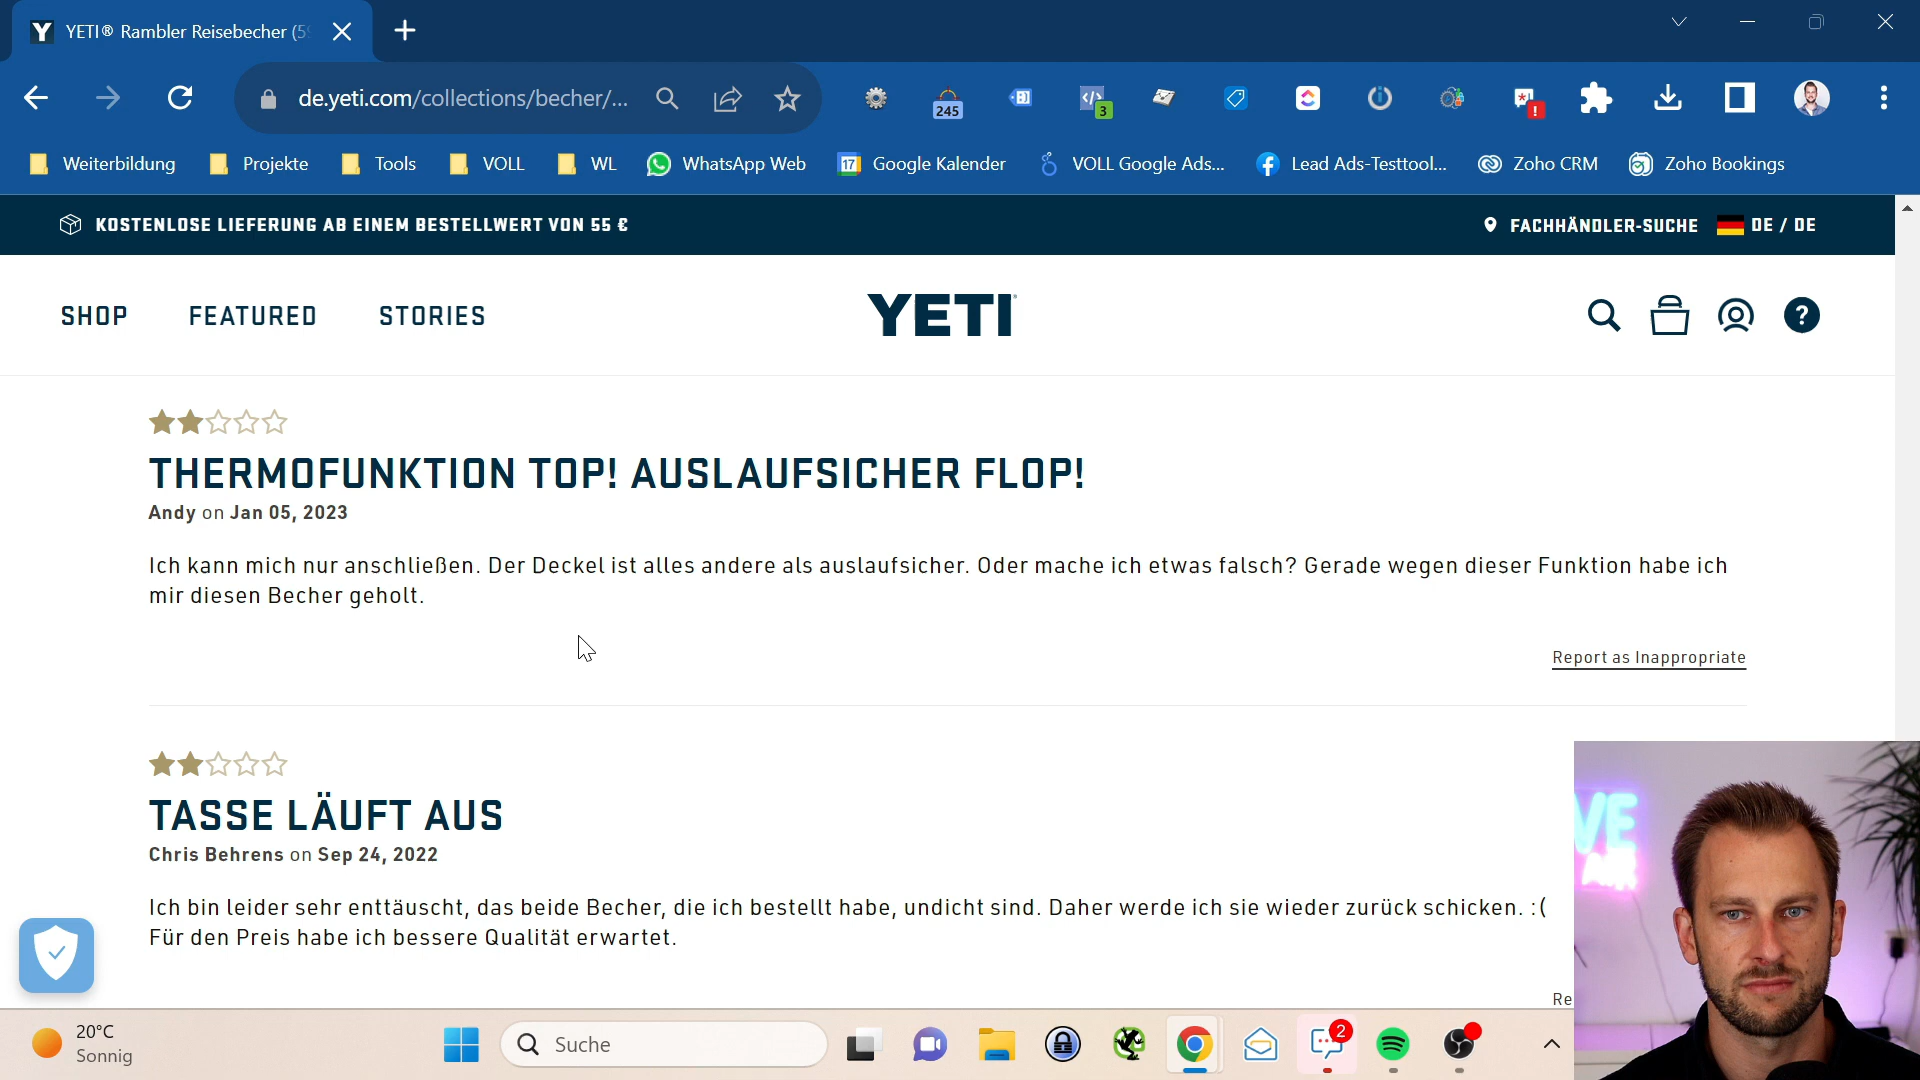 YETI® Rambler Reisebecher (59
de.yeti.com/collections/becher/...
245
3
Weiterbildung
Projekte
Tools
VOLL
WL
WhatsApp Web
17
Google Kalender
VOLL Google Ads...
Lead Ads-Testtool...
Zoho CRM
Zoho Bookings
KOSTENLOSE LIEFERUNG AB EINEM BESTELLWERT VON 55 €
FACHHÄNDLER-SUCHE
DE / DE
SHOP
FEATURED
STORIES
YETI
THERMOFUNKTION TOP! AUSLAUFSICHER FLOP!
Andy on Jan 05, 2023
Ich kann mich nur anschließen. Der Deckel ist alles andere als auslaufsicher. Oder mache ich etwas falsch? Gerade wegen dieser Funktion habe ich
mir diesen Becher geholt.
Report as Inappropriate
TASSE LÄUFT AUS
Chris Behrens on Sep 24, 2022
Ich bin leider sehr enttäuscht, das beide Becher, die ich bestellt habe, undicht sind. Daher werde ich sie wieder zurück schicken. :(
Für den Preis habe ich bessere Qualität erwartet.
Re
20°C
Sonnig
Suche
2